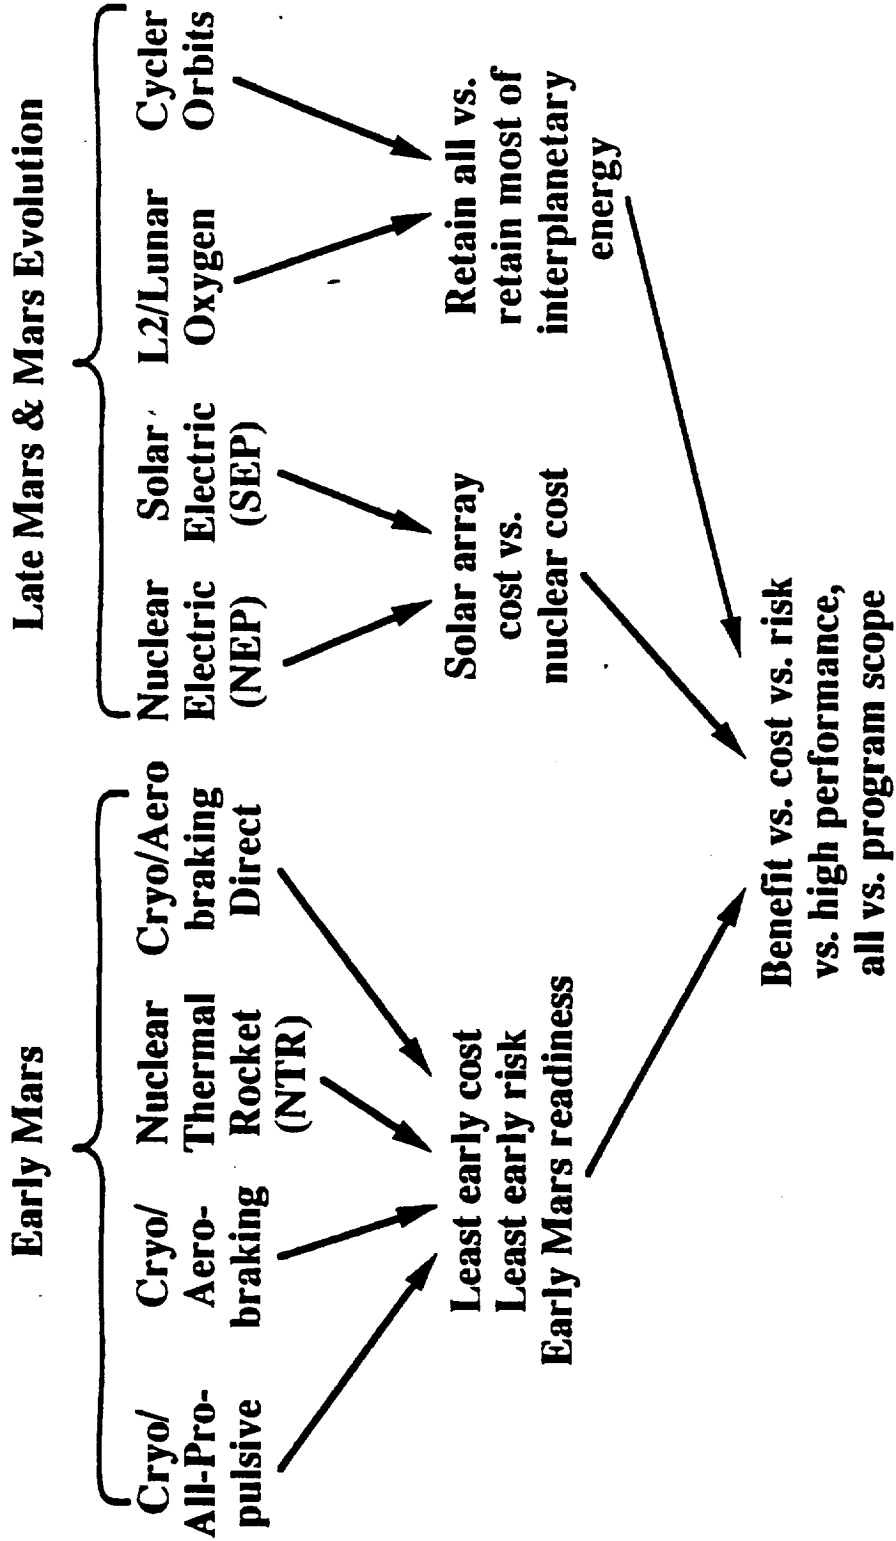 Early Mars
Cryo/
All-Pro-
pulsive
Cryo/
Aero-
braking
Nuclear
Thermal
Rocket
(NTR)
Cryo/Aero
braking
Direct
Late Mars & Mars Evolution
Nuclear
Electric
(NEP)
Solar
Electric
(SEP)
L2/Lunar
Oxygen
Cycler
Orbits
Least early cost
Least early risk
Early Mars readiness
Solar array
cost vs.
nuclear cost
Retain all vs.
retain most of
interplanetary
energy
Benefit vs. cost vs. risk
vs. high performance,
all vs. program scope